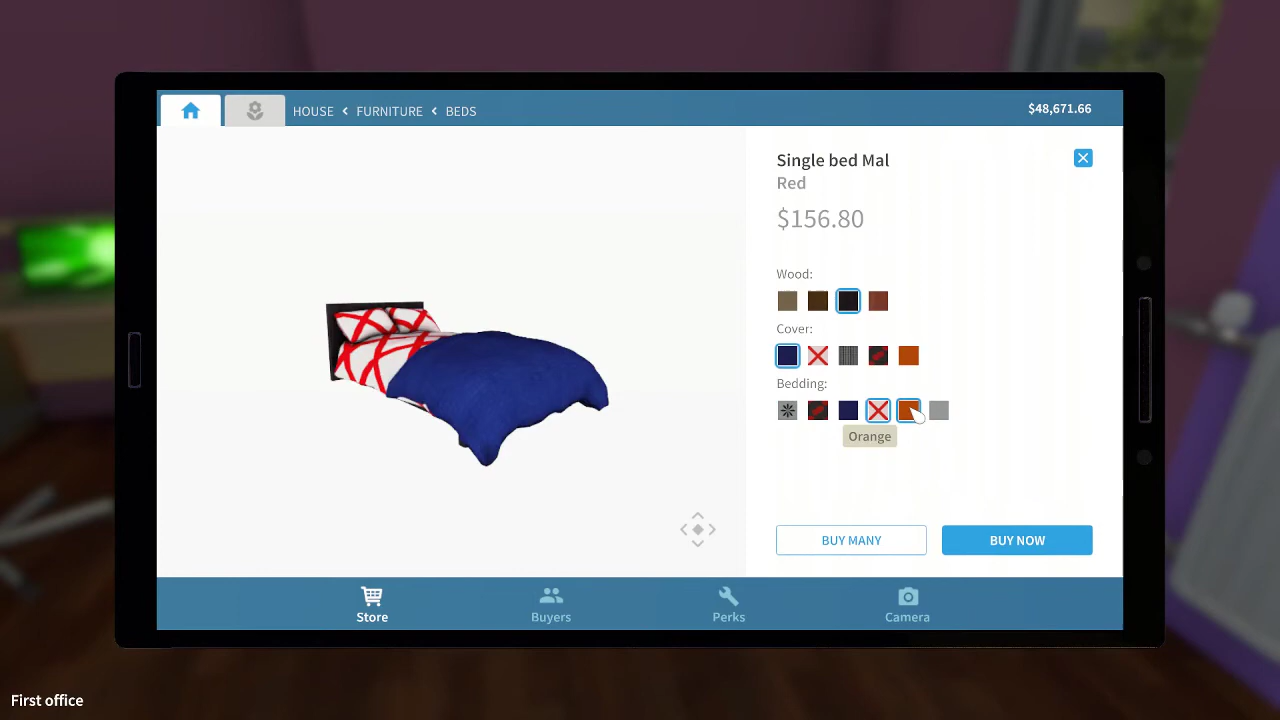 HOUSE < FURNITURE < BEDS
$48,671.66
Single bed Mal
Red
$156.80
Wood:
Cover:
Bedding:
Orange
BUY MANY
BUY NOW
Store
Buyers
Perks
Camera
First office